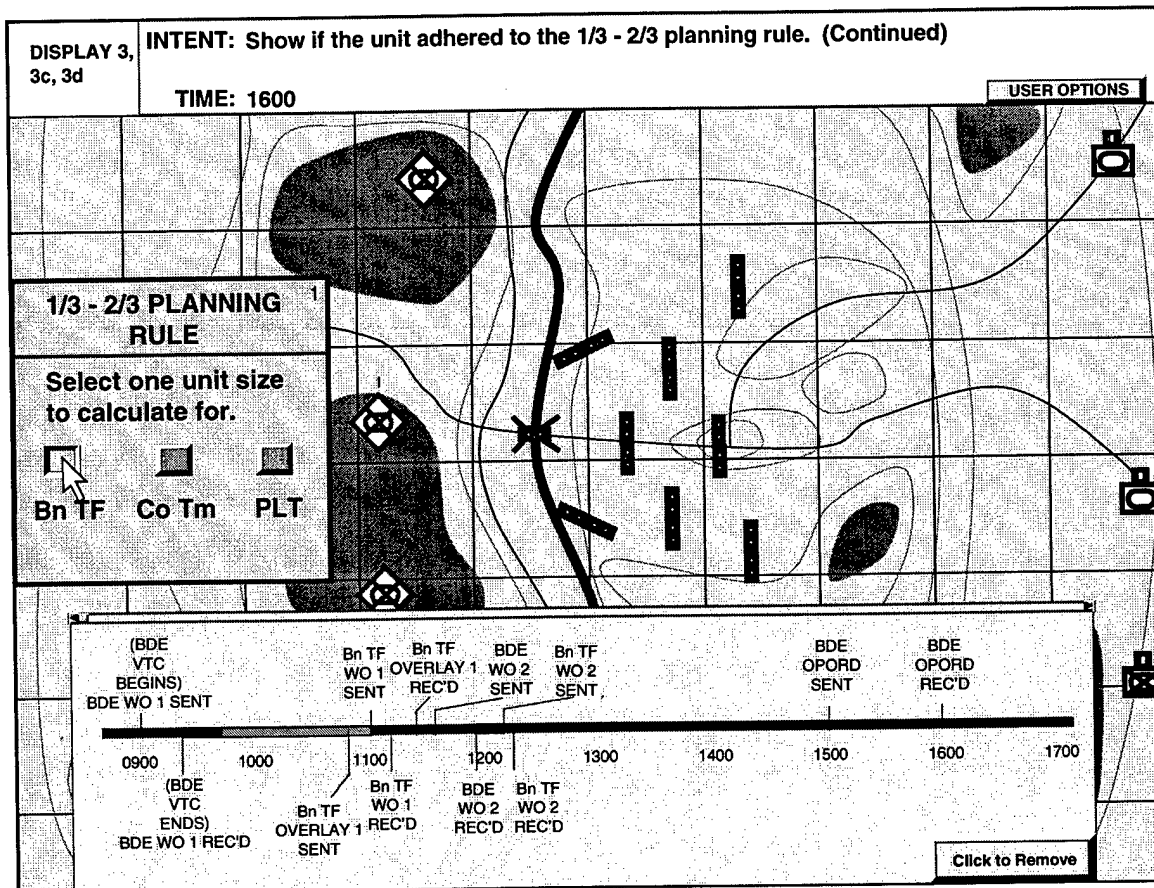 DISPLAY 3,
3c, 3d
INTENT: Show if the unit adhered to the 1/3 - 2/3 planning rule. (Continued)
TIME: 1600
USER OPTIONS
1/3 - 2/3 PLANNING
RULE
1
Select one unit size
to calculate for.
Bn TF
Co Tm
PLT
(BDE
VTC
BEGINS)
BDE WO 1 SENT
Bn TF
WO 1
SENT
Bn TF
OVERLAY 1
REC'D
BDE
WO 2
SENT
Bn TF
WO 2
SENT
BDE
OPORD
SENT
BDE
OPORD
REC'D
0900
1000
1100
1200
1300
1400
1500
1600
1700
(BDE
VTC
ENDS)
BDE WO 1 REC'D
Bn TF
OVERLAY 1
SENT
Bn TF
WO 1
REC'D
BDE
WO 2
REC'D
Bn TF
WO 2
REC'D
Click to Remove